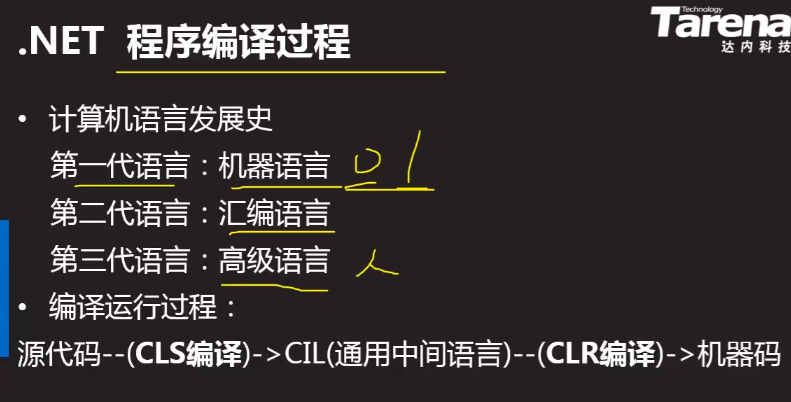 Technology
Tarena
达内科技
.NET 程序编译过程
• 计算机语言发展史
第一代语言：机器语言 0 1
第二代语言：汇编语言
第三代语言：高级语言 人
• 编译运行过程：
源代码--(CLS编译)->CIL(通用中间语言)--(CLR编译)->机器码